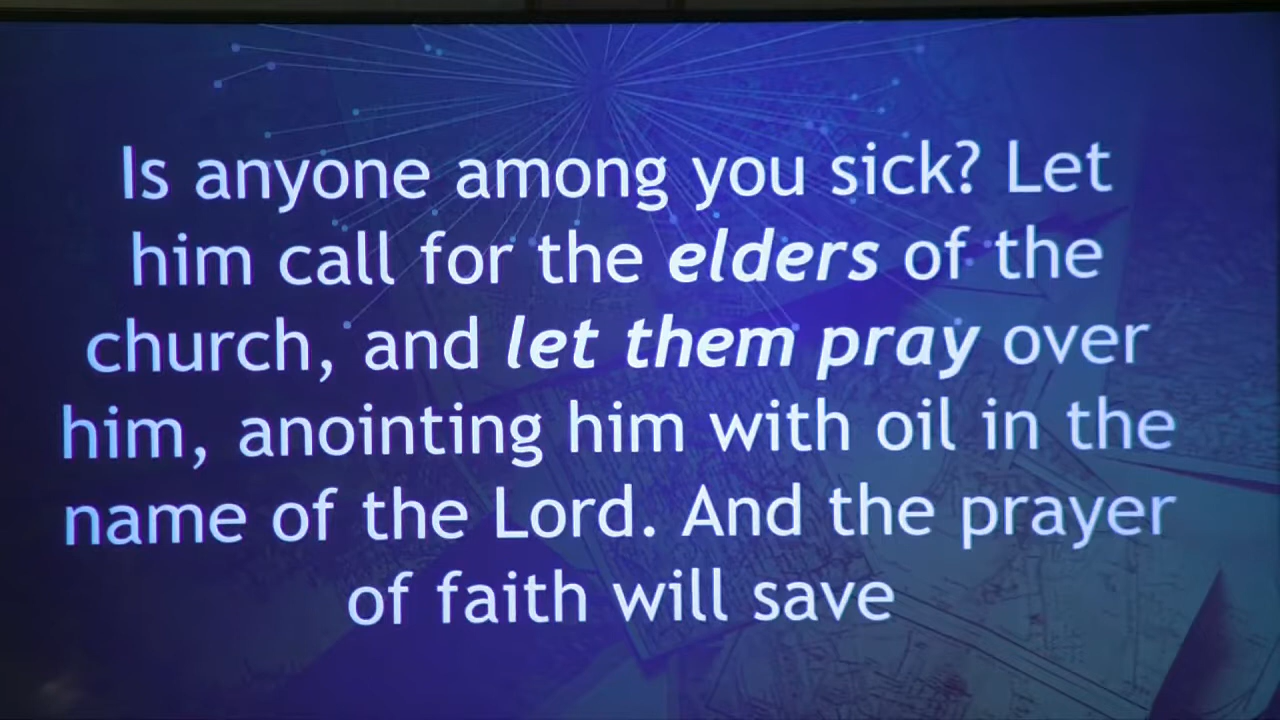 Is anyone among you sick? Let
him call for the elders of the
church, and let them pray over
him, anointing him with oil in the
name of the Lord. And the prayer
of faith will save